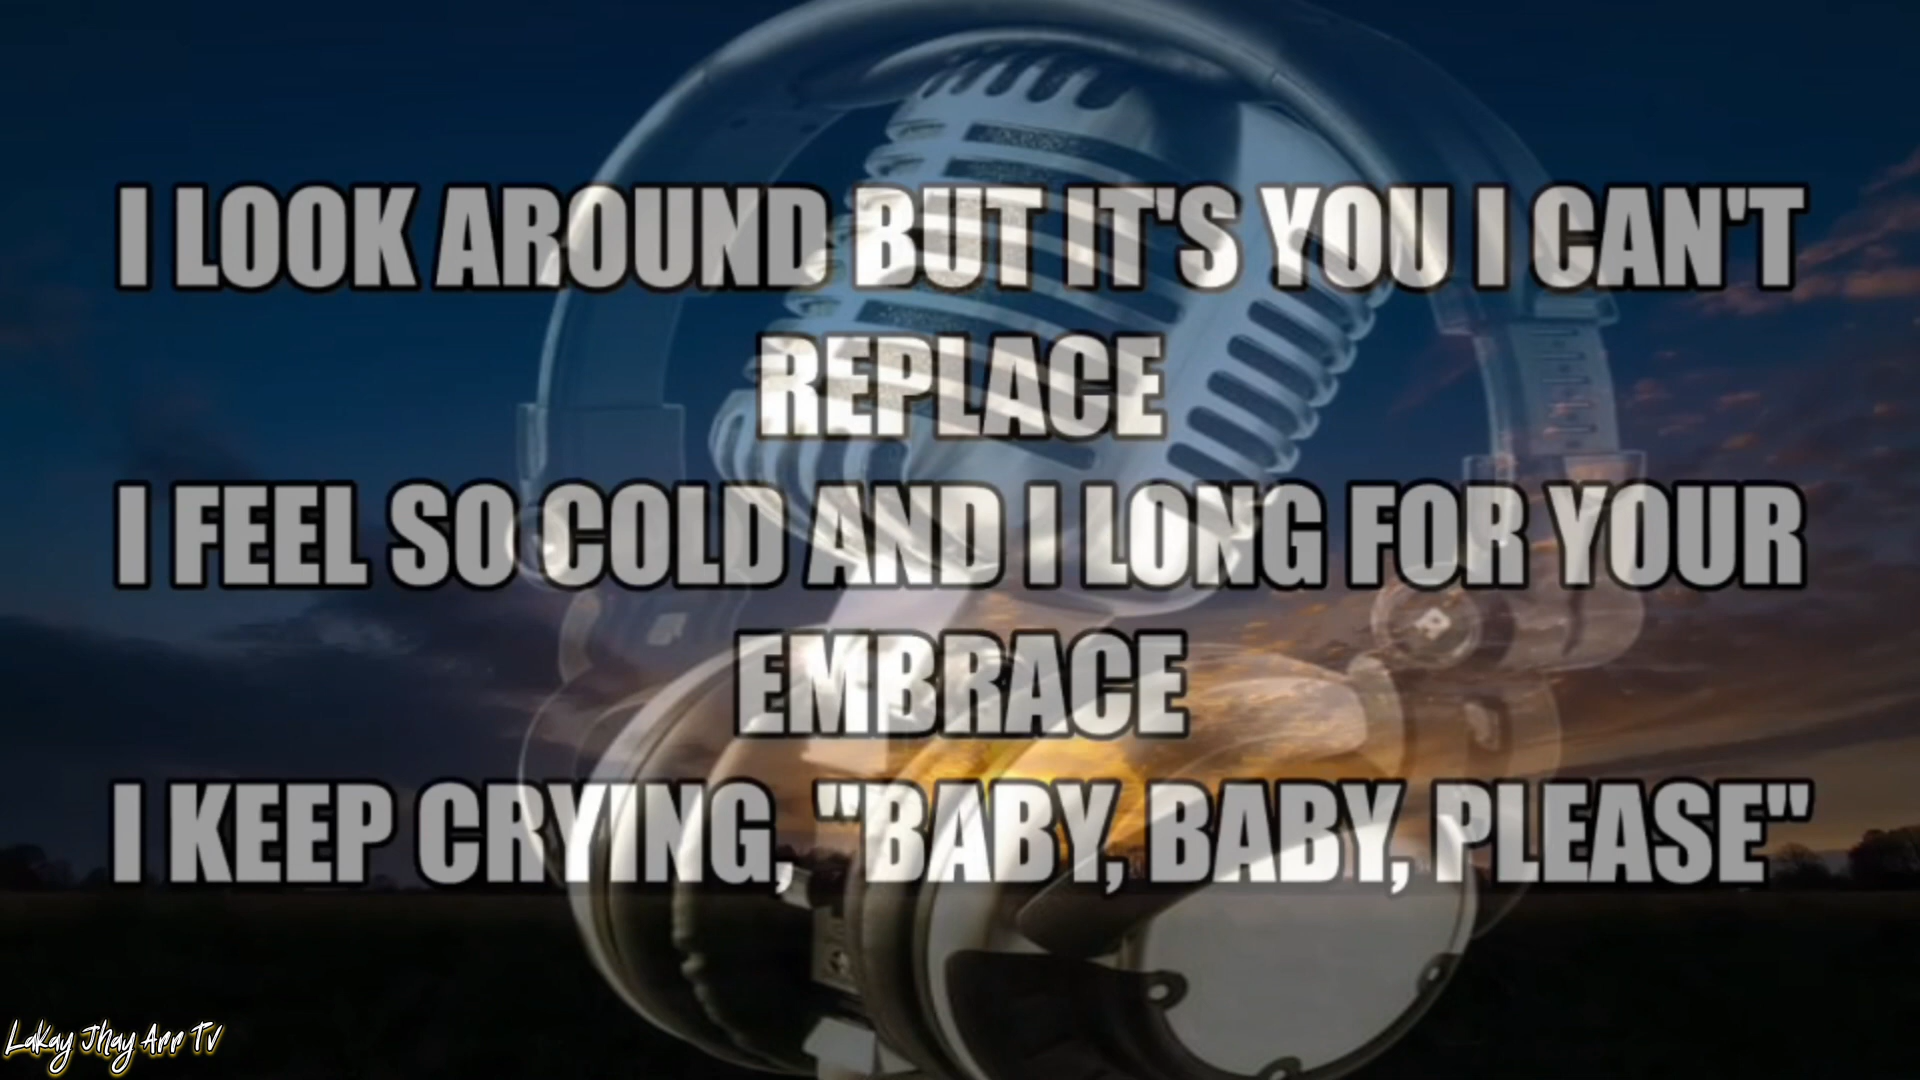 I LOOK AROUND BUT IT'S YOU I CAN'T
REPLACE
I FEEL SO COLD AND I LONG FOR YOUR
EMBRACE
I KEEP CRYING, "BABY, BABY, PLEASE"
R
Lakay Jhay Arr Tv